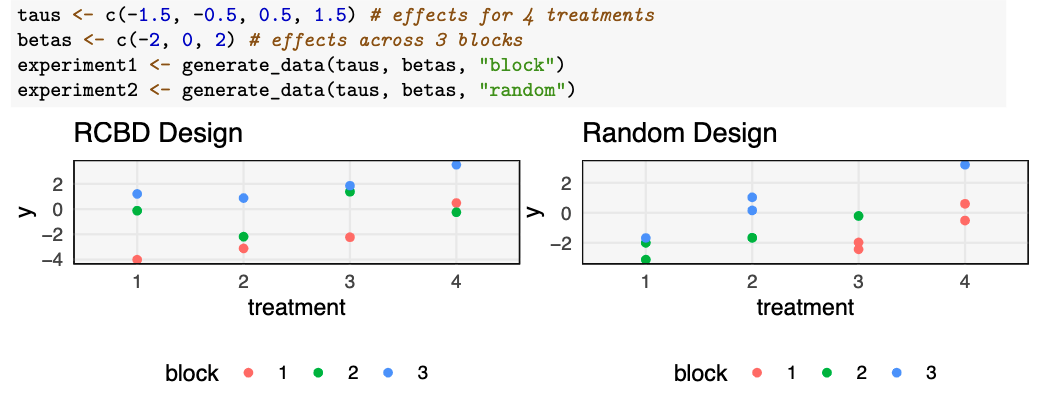 taus <- c(-1.5, -0.5, 0.5, 1.5) # effects for 4 treatments
betas <- c(-2, 0, 2) # effects across 3 blocks
experiment1 <- generate_data(taus, betas, "block")
experiment2 <- generate_data(taus, betas, "random")
RCBD Design
2
0
−2
−4
y
1 2 3 4
treatment
block 1 2 3
Random Design
2
0
−2
y
1 2 3 4
treatment
block 1 2 3